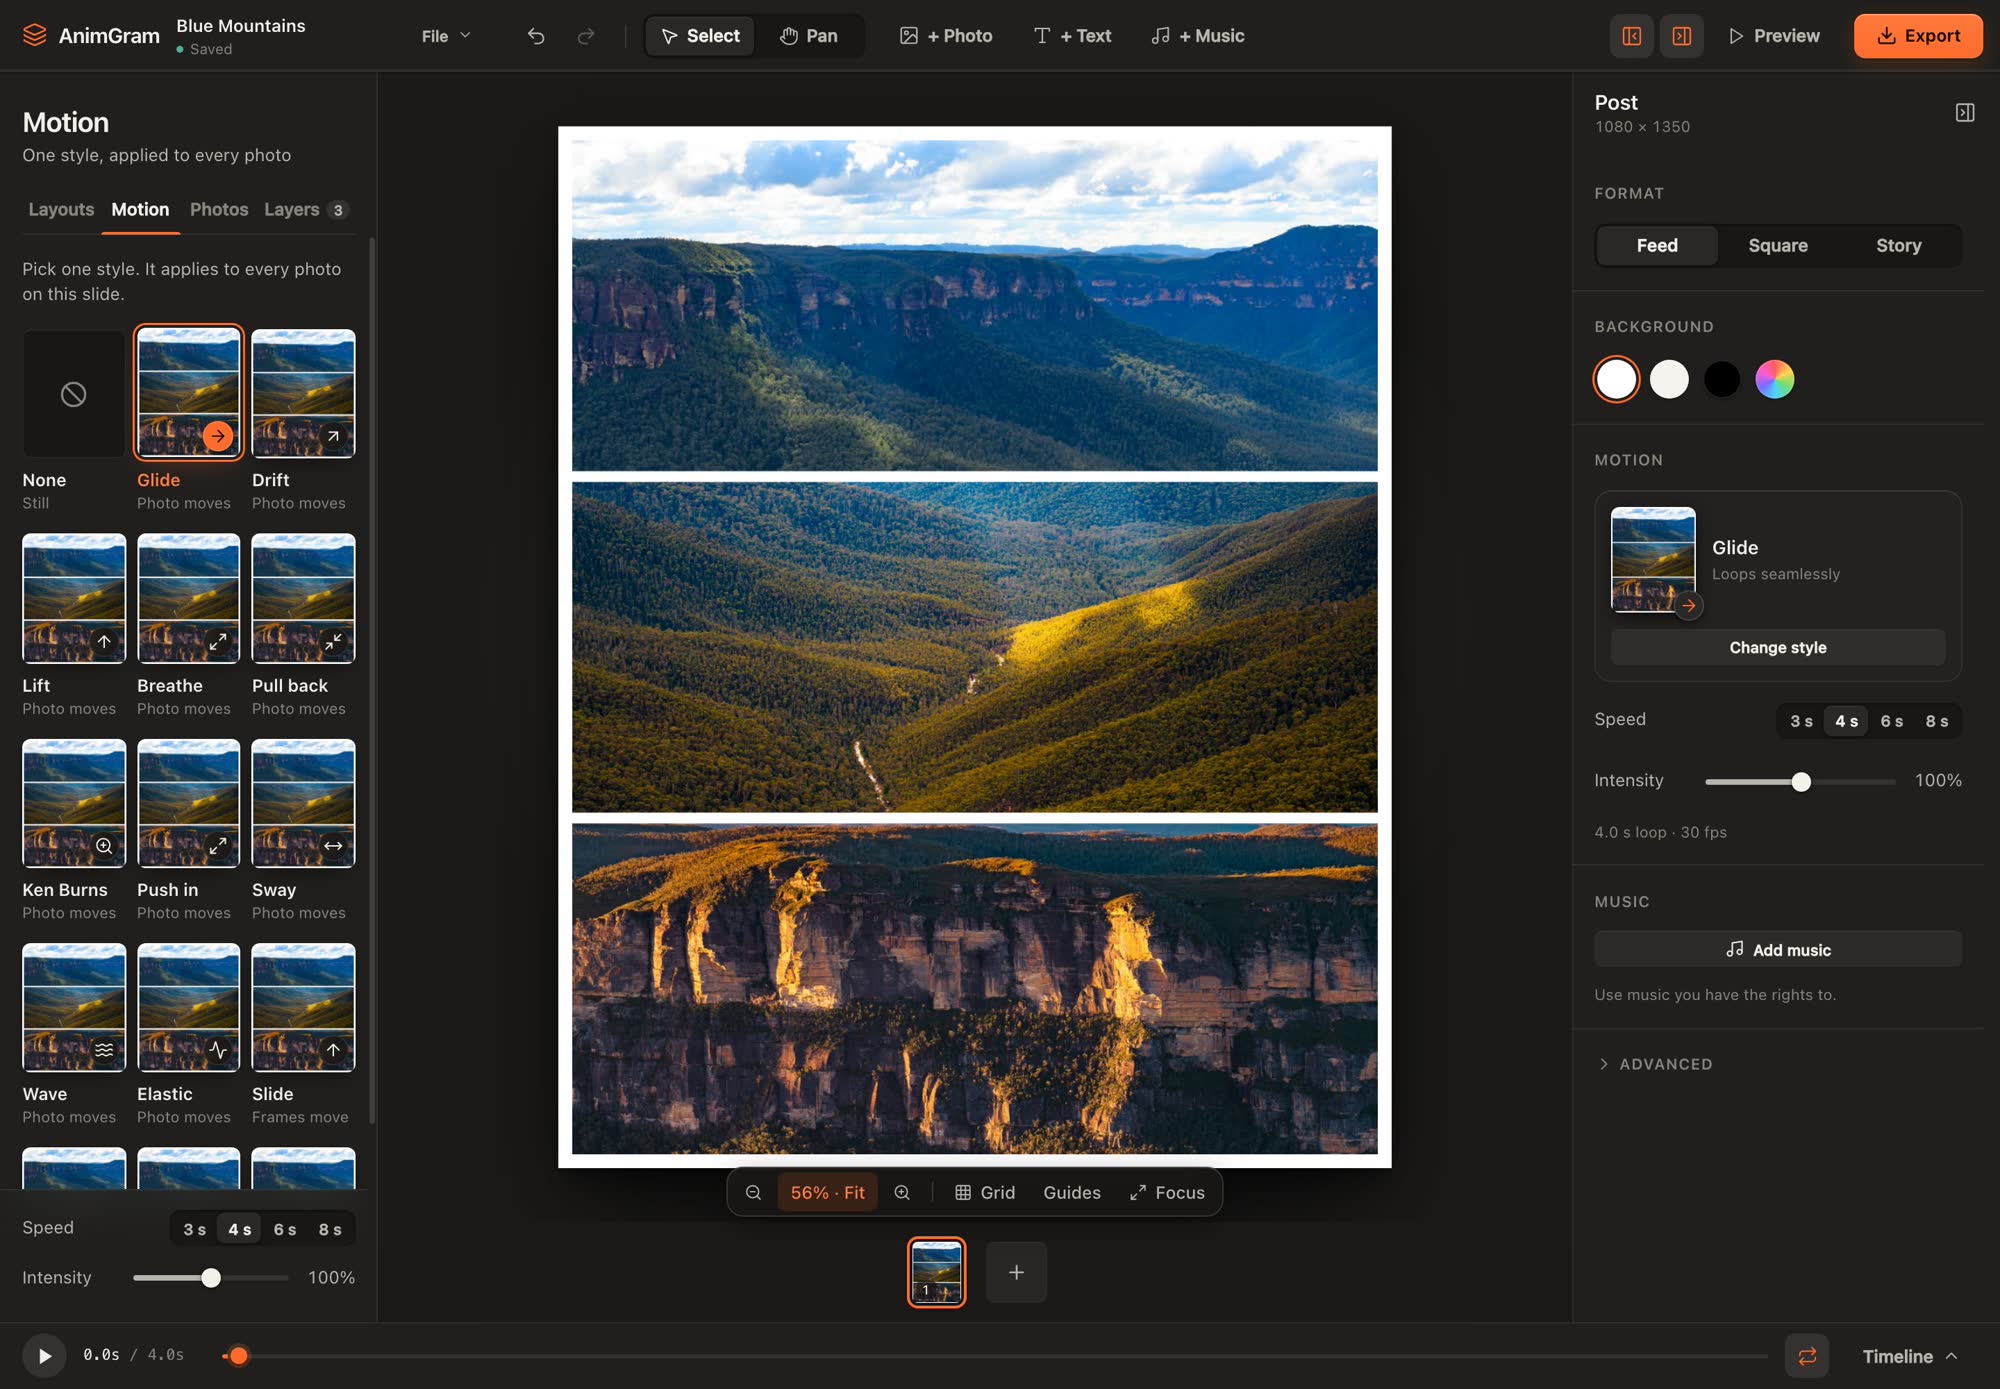 AnimGram
Blue Mountains
Saved
File
Select
Pan
+ Photo
+ Text
+ Music
Preview
Export
Motion
One style, applied to every photo
Layouts
Motion
Photos
Layers 3
Pick one style. It applies to every photo
on this slide.
None
Still
Glide
Photo moves
Drift
Photo moves
Lift
Photo moves
Breathe
Photo moves
Pull back
Photo moves
Ken Burns
Photo moves
Push in
Photo moves
Sway
Photo moves
Wave
Photo moves
Elastic
Photo moves
Slide
Frames move
Speed
3 s
4 s
6 s
8 s
Intensity
100%
56% · Fit
Grid
Guides
Focus
1
Post
1080 × 1350
FORMAT
Feed
Square
Story
BACKGROUND
MOTION
Glide
Loops seamlessly
Change style
Speed
3 s
4 s
6 s
8 s
Intensity
100%
4.0 s loop · 30 fps
MUSIC
Add music
Use music you have the rights to.
ADVANCED
0.0s / 4.0s
Timeline